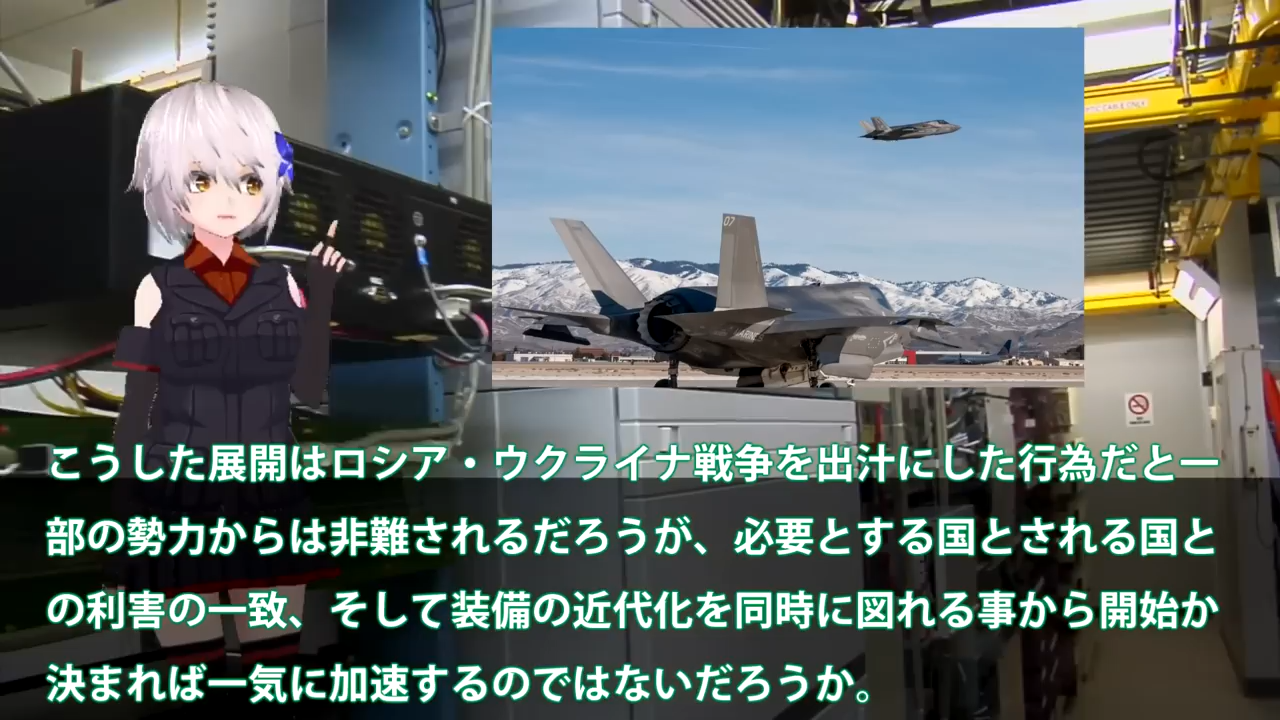 07
こうした展開はロシア・ウクライナ戦争を出汁にした行為だと一
部の勢力からは非難されるだろうが、必要とする国とされる国と
の利害の一致、そして装備の近代化を同時に図れる事から開始か
決まれば一気に加速するのではないだろうか。